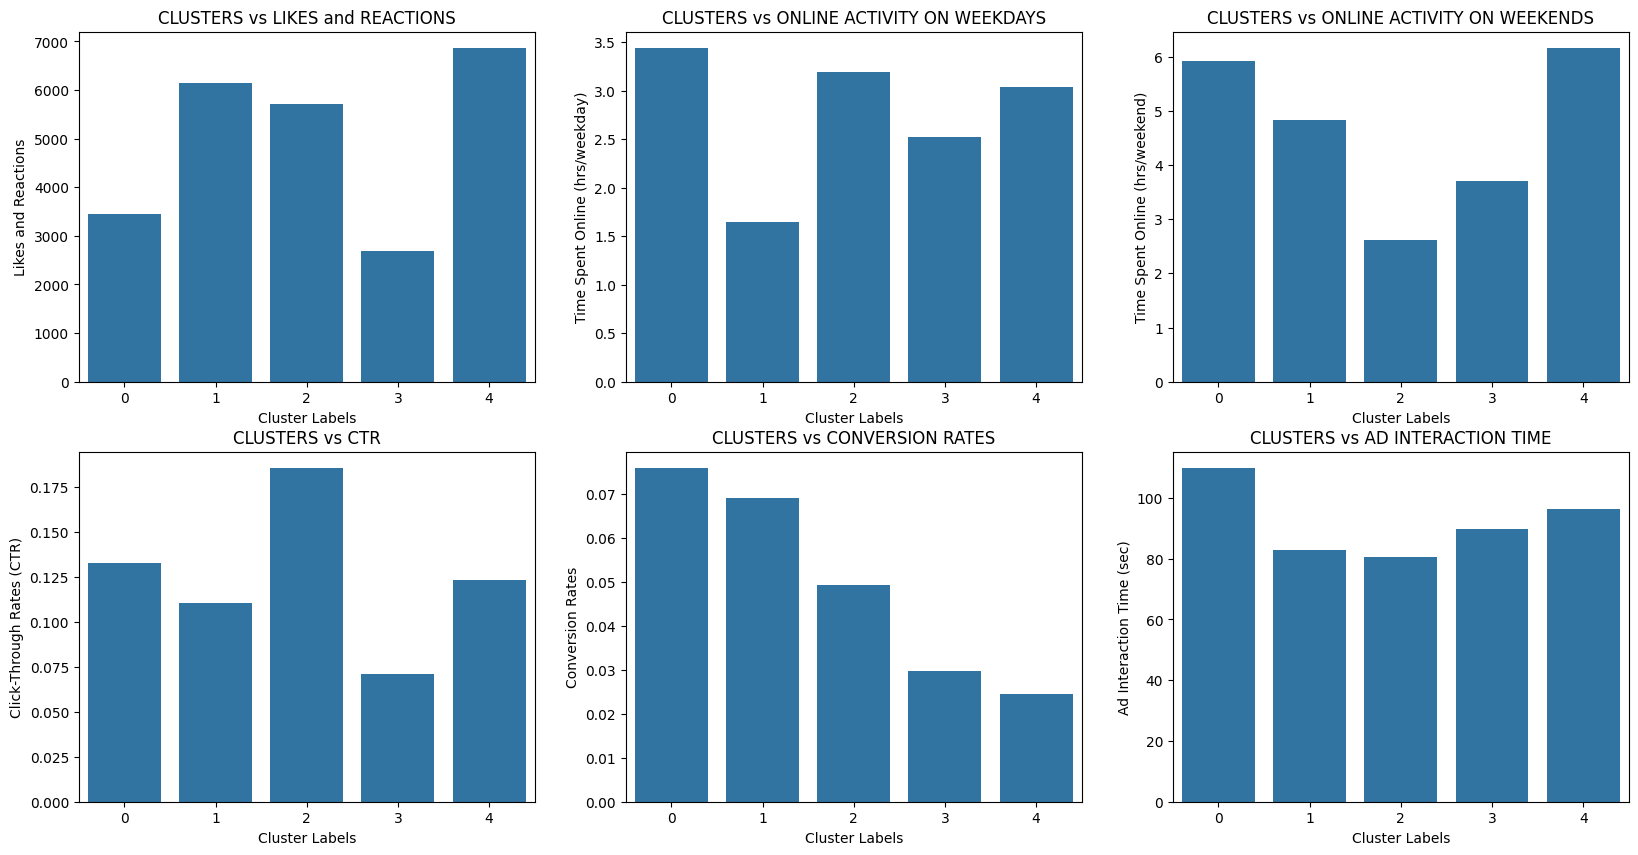 CLUSTERS vs LIKES and REACTIONS
7000
6000
5000
4000
3000
2000
1000
0
Likes and Reactions
0 1 2 3 4
Cluster Labels
CLUSTERS vs ONLINE ACTIVITY ON WEEKDAYS
3.5
3.0
2.5
2.0
1.5
1.0
0.5
0.0
Time Spent Online (hrs/weekday)
0 1 2 3 4
Cluster Labels
CLUSTERS vs ONLINE ACTIVITY ON WEEKENDS
6
5
4
3
2
1
0
Time Spent Online (hrs/weekend)
0 1 2 3 4
Cluster Labels
CLUSTERS vs CTR
0.175
0.150
0.125
0.100
0.075
0.050
0.025
0.000
Click-Through Rates (CTR)
0 1 2 3 4
Cluster Labels
CLUSTERS vs CONVERSION RATES
0.07
0.06
0.05
0.04
0.03
0.02
0.01
0.00
Conversion Rates
0 1 2 3 4
Cluster Labels
CLUSTERS vs AD INTERACTION TIME
100
80
60
40
20
0
Ad Interaction Time (sec)
0 1 2 3 4
Cluster Labels